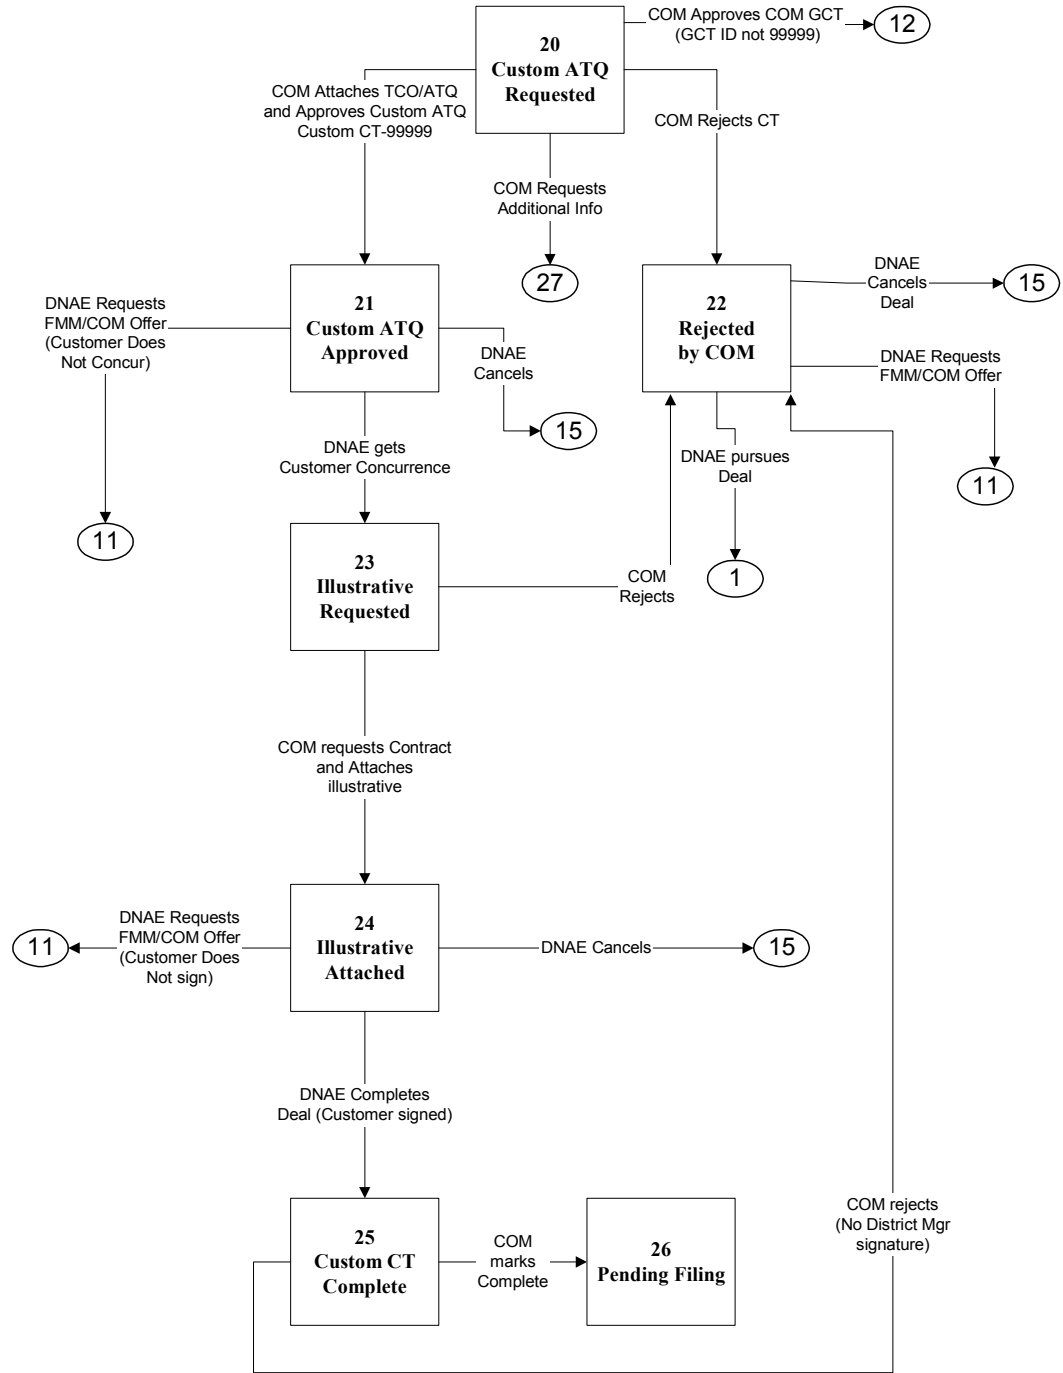 COM Approves COM GCT
(GCT ID not 99999)
12
20
Custom ATQ
Requested
COM Attaches TCO/ATQ
and Approves Custom ATQ
Custom CT-99999
COM Rejects CT
COM Requests
Additional Info
27
21
Custom ATQ
Approved
22
Rejected
by COM
DNAE
Cancels
Deal
15
DNAE Requests
FMM/COM Offer
(Customer Does
Not Concur)
DNAE
Cancels
15
DNAE Requests
FMM/COM Offer
11
DNAE gets
Customer Concurrence
DNAE pursues
Deal
11
23
Illustrative
Requested
COM
Rejects
1
COM requests Contract
and Attaches
illustrative
11
DNAE Requests
FMM/COM Offer
(Customer Does
Not sign)
24
Illustrative
Attached
DNAE Cancels
15
DNAE Completes
Deal (Customer signed)
25
Custom CT
Complete
COM
marks
Complete
26
Pending Filing
COM rejects
(No District Mgr
signature)